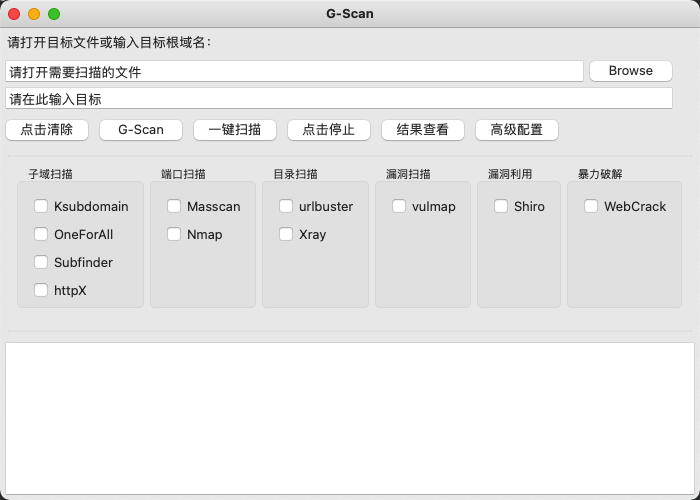 G-Scan
请打开目标文件或输入目标根域名：
请打开需要扫描的文件 Browse
请在此输入目标
点击清除 G-Scan 一键扫描 点击停止 结果查看 高级配置
子域扫描 端口扫描 目录扫描 漏洞扫描 漏洞利用 暴力破解
Ksubdomain Masscan urlbuster vulmap Shiro WebCrack
OneForAll Nmap Xray
Subfinder
httpX